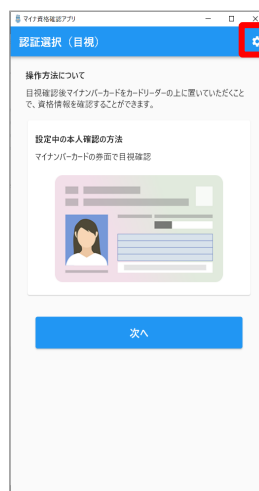 マイナ資格確認アプリ
認証選択（目視）
操作方法について
目視確認後マイナンバーカードをカードリーダーの上に置いていただくこと
で、資格情報を確認することができます。
設定中の本人確認の方法
マイナンバーカードの券面で目視確認
次へ